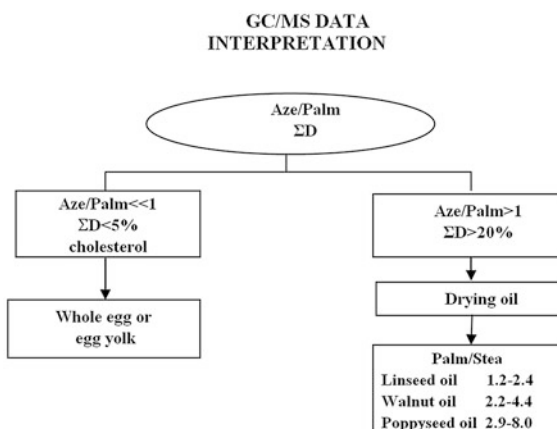 GC/MS DATA
INTERPRETATION
Aze/Palm
ΣD
Aze/Palm<<1
ΣD<5%
cholesterol
Whole egg or
egg yolk
Aze/Palm>1
ΣD>20%
Drying oil
Palm/Stea
Linseed oil 1.2-2.4
Walnut oil 2.2-4.4
Poppyseed oil 2.9-8.0